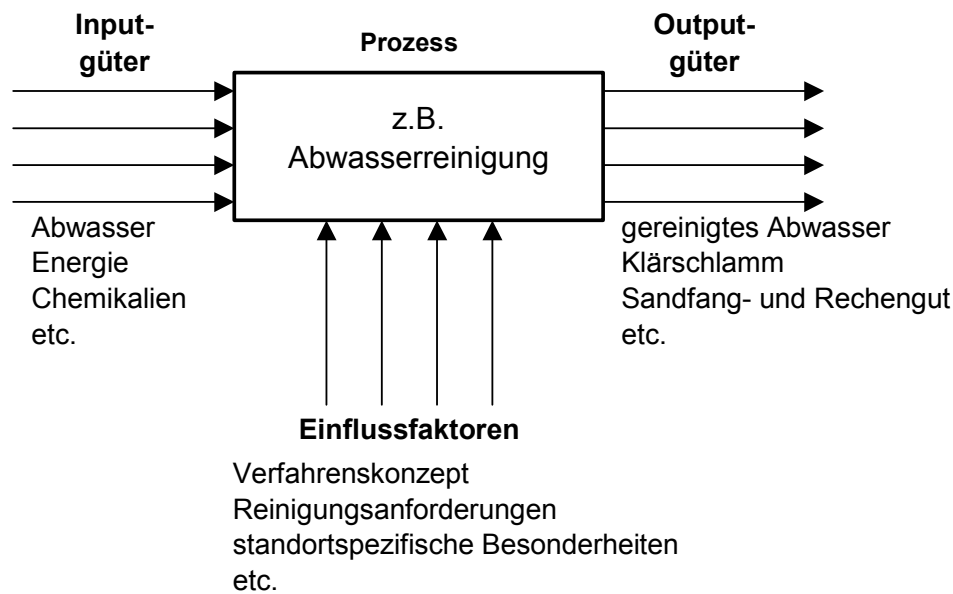 Input-
güter
Prozess
Output-
güter
z.B.
Abwasserreinigung
Abwasser
Energie
Chemikalien
etc.
gereinigtes Abwasser
Klärschlamm
Sandfang- und Rechengut
etc.
Einflussfaktoren
Verfahrenskonzept
Reinigungsanforderungen
standortspezifische Besonderheiten
etc.